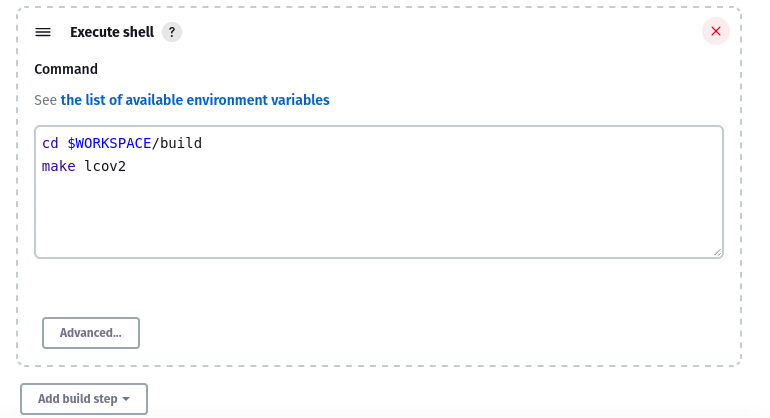 Execute shell ?
Command
See the list of available environment variables
cd $WORKSPACE/build
make lcov2
Advanced...
Add build step